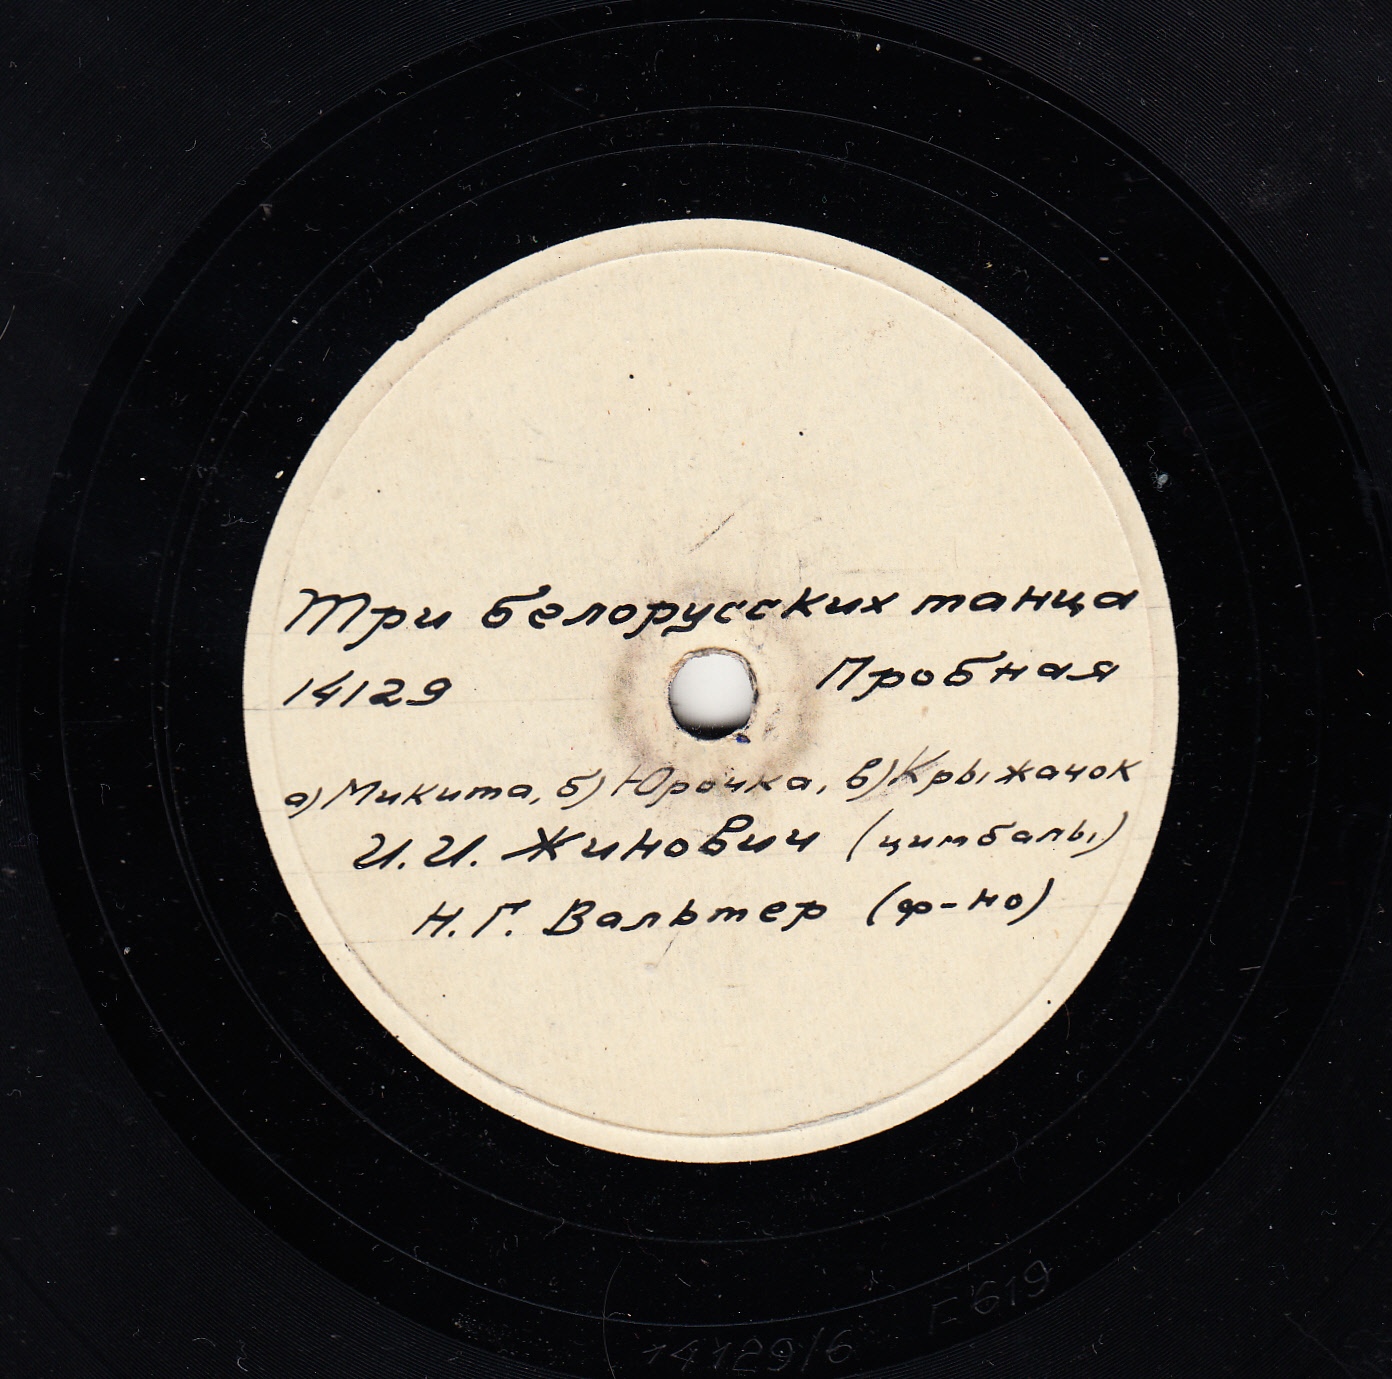 Три белорусских танца
14129 Пробная
а) Микита, б) Юрочка, в) Крыжачок
И.И. Жинович (цимбалы)
Н.Г. Вальтер (ф-но)
Г619
14129/6